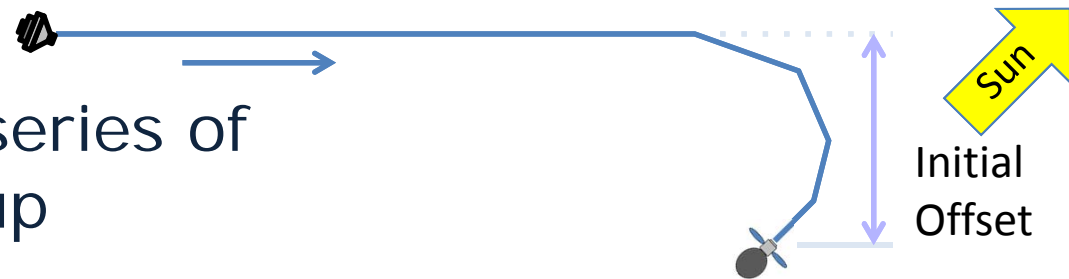 Sun
series of
up
Initial
Offset